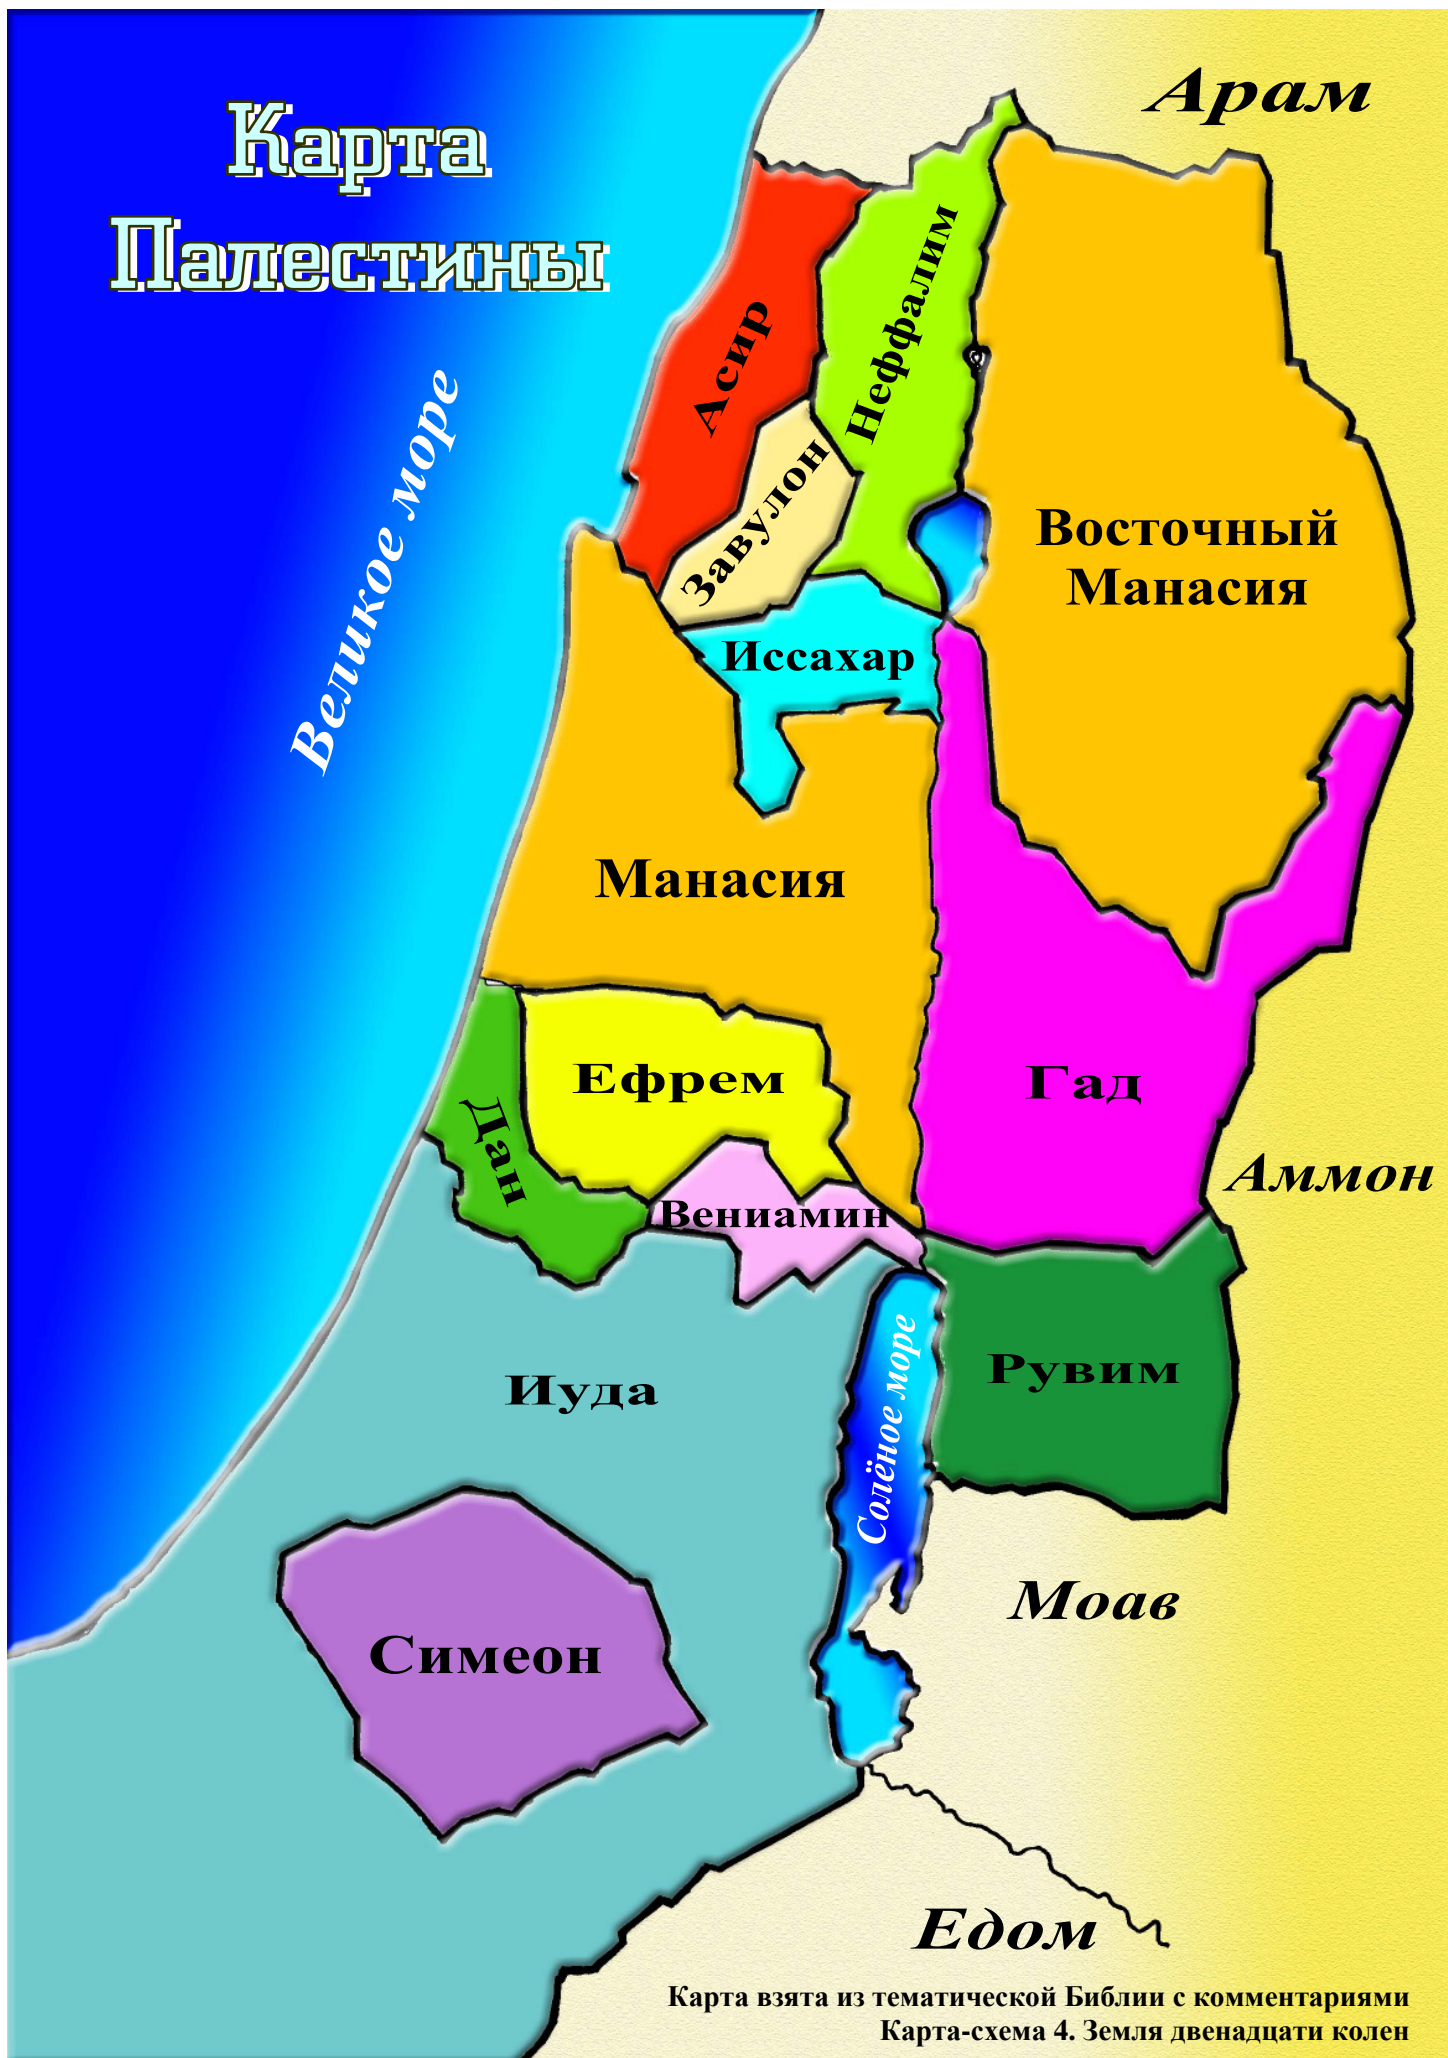 Карта
Палестины
Арам
Великое море
Асир
Неффалим
Завулон
Восточный
Манасия
Иссахар
Манасия
Ефрем
Гад
Дан
Аммон
Вениамин
Рувим
Иуда
Солёное море
Моав
Симеон
Едом
Карта взята из тематической Библии с комментариями
Карта-схема 4. Земля двенадцати колен